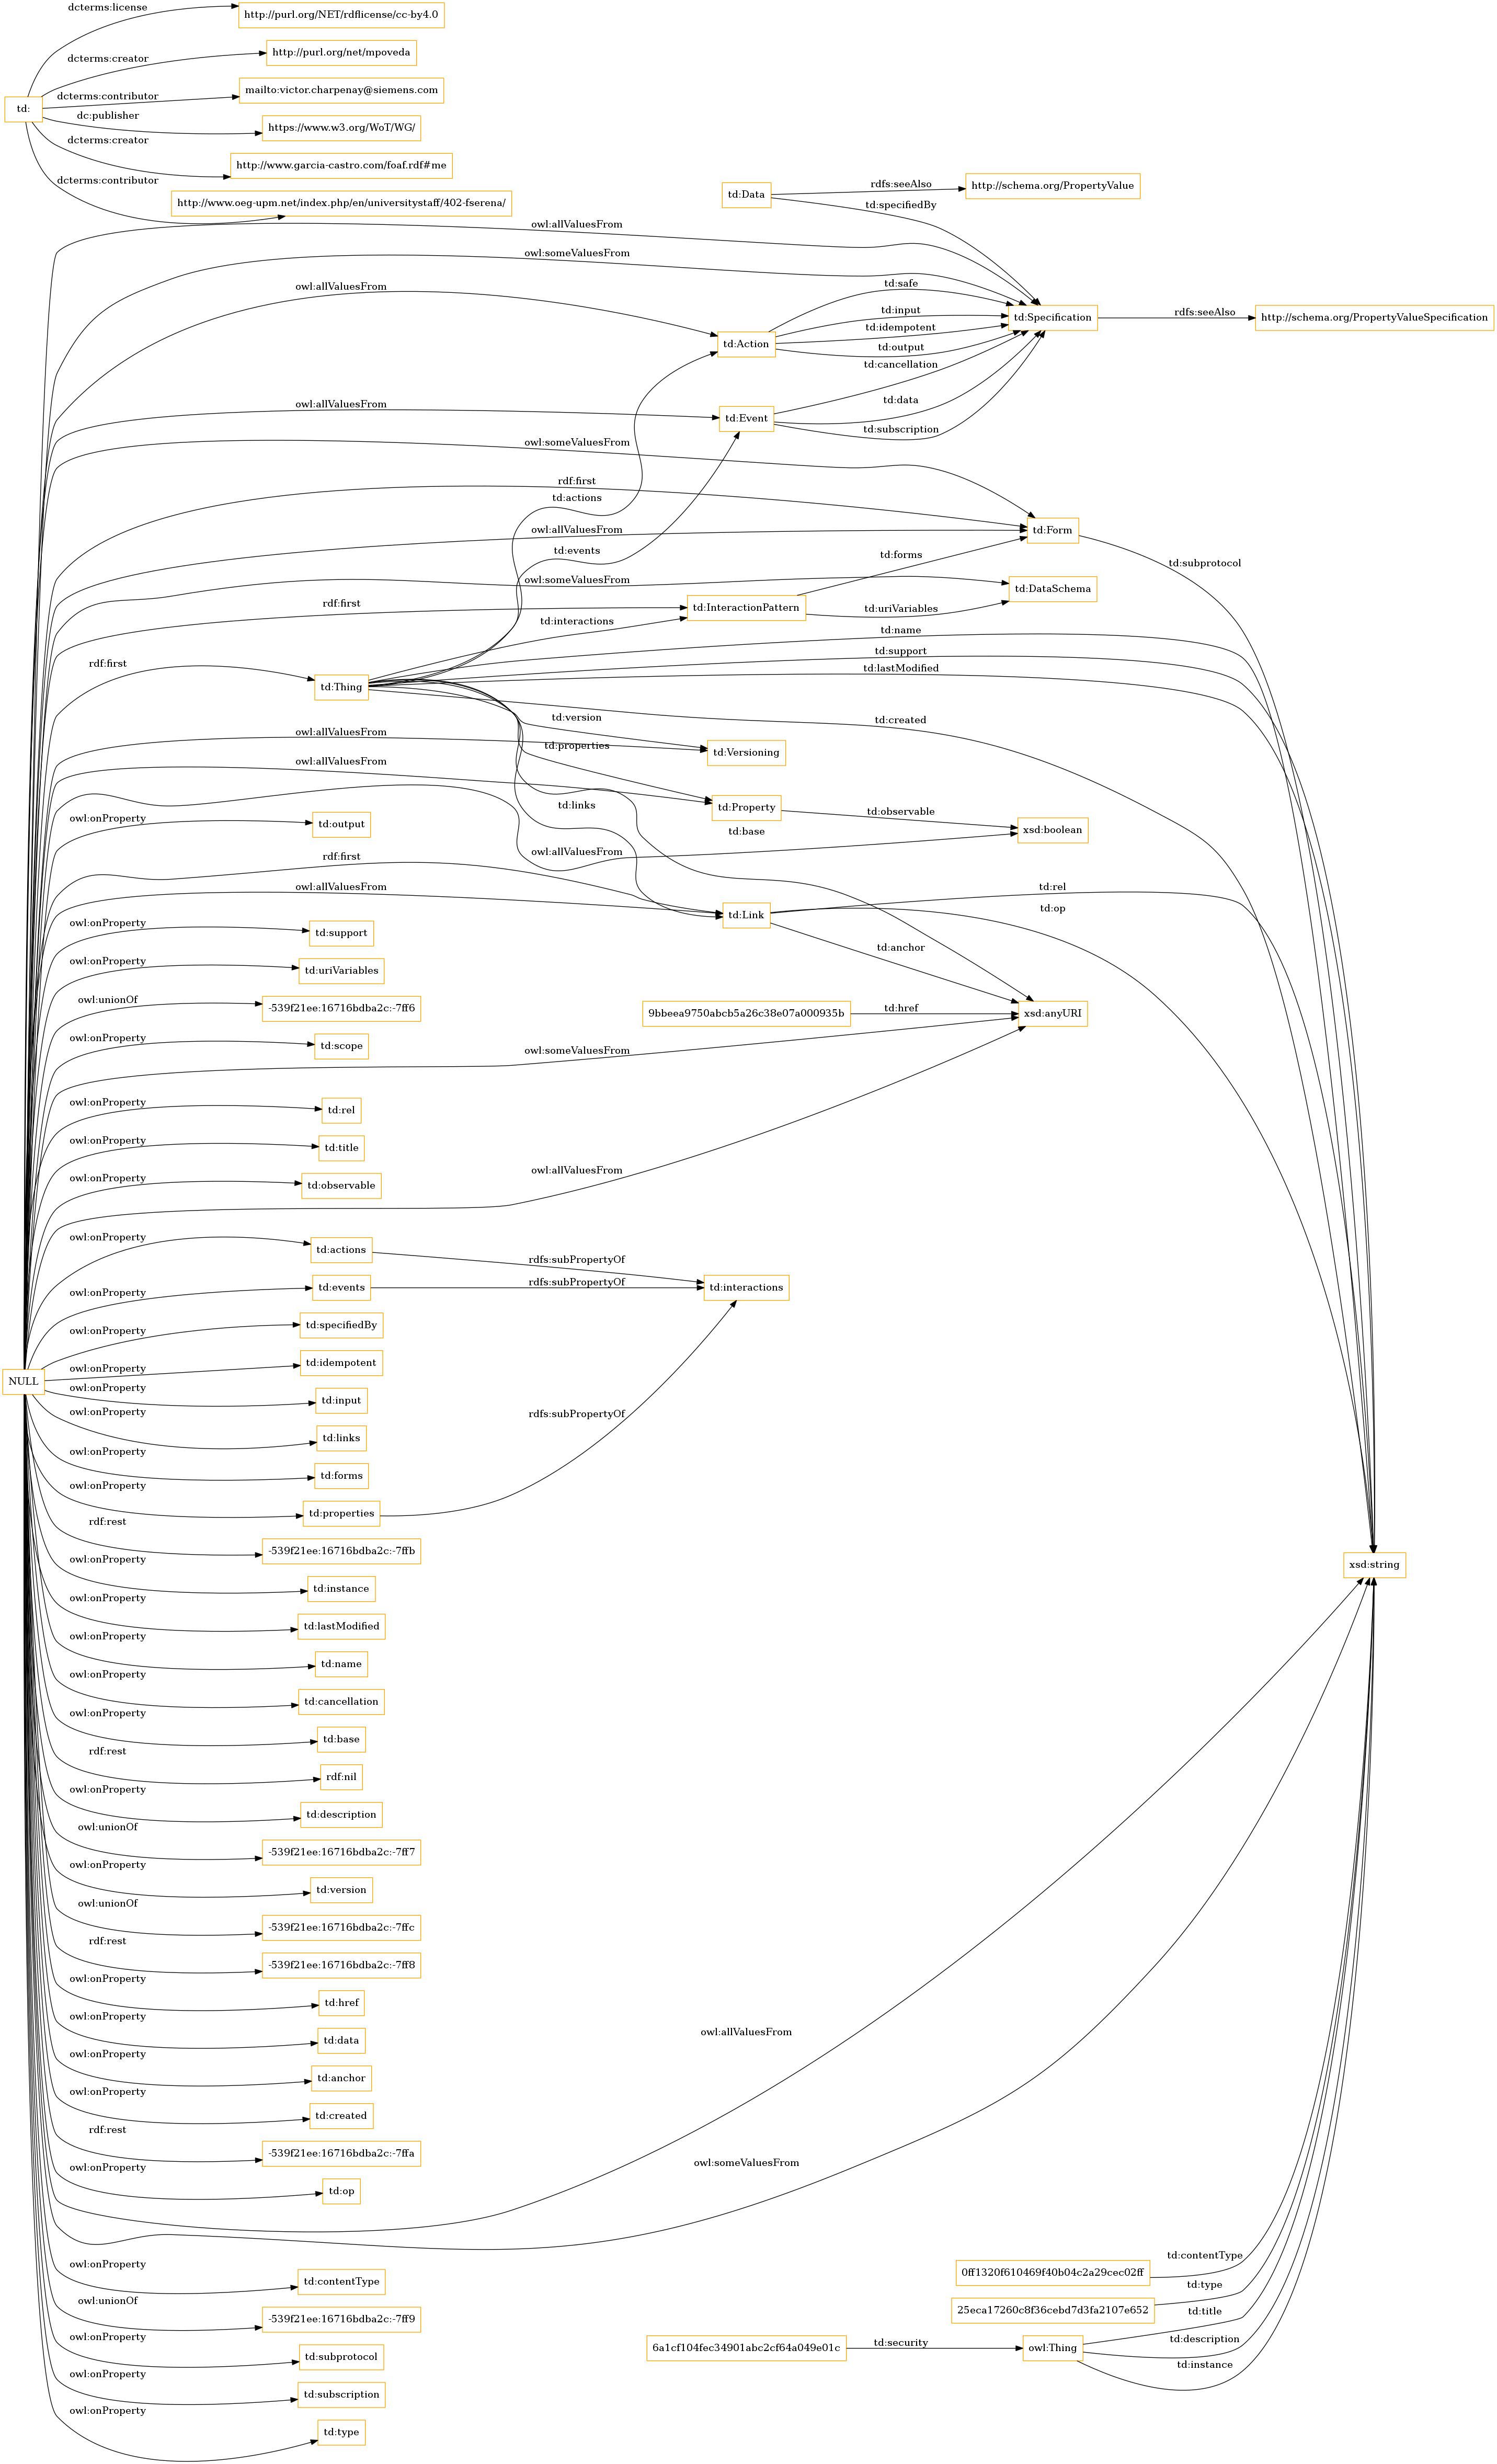 dcterms:license
http://purl.org/NET/rdflicense/cc-by4.0
dcterms:creator
http://purl.org/net/mpoveda
td:
dcterms:contributor
mailto:victor.charpenay@siemens.com
dc:publisher
https://www.w3.org/WoT/WG/
dcterms:creator
http://www.garcia-castro.com/foaf.rdf#me
dcterms:contributor
http://www.oeg-upm.net/index.php/en/universitystaff/402-fserena/
td:Data
rdfs:seeAlso
http://schema.org/PropertyValue
td:specifiedBy
owl:allValuesFrom
owl:someValuesFrom
owl:allValuesFrom
td:safe
td:input
td:Specification
rdfs:seeAlso
http://schema.org/PropertyValueSpecification
td:Action
td:idempotent
td:output
td:cancellation
owl:allValuesFrom
td:Event
td:data
td:subscription
owl:someValuesFrom
rdf:first
td:actions
owl:allValuesFrom
td:Form
td:events
td:forms
td:subprotocol
owl:someValuesFrom
td:DataSchema
rdf:first
td:InteractionPattern
td:uriVariables
td:interactions
td:name
td:support
rdf:first
td:Thing
td:lastModified
td:version
td:created
owl:allValuesFrom
td:properties
td:Versioning
owl:allValuesFrom
td:links
td:Property
td:observable
owl:onProperty
td:output
td:base
xsd:boolean
rdf:first
owl:allValuesFrom
owl:allValuesFrom
td:Link
td:rel
td:op
owl:onProperty
td:support
td:anchor
owl:onProperty
td:uriVariables
owl:unionOf
-539f21ee:16716bdba2c:-7ff6
9bbeea9750abcb5a26c38e07a000935b
td:href
xsd:anyURI
owl:onProperty
td:scope
owl:someValuesFrom
owl:onProperty
td:rel
owl:onProperty
td:title
owl:onProperty
td:observable
owl:allValuesFrom
owl:onProperty
td:actions
rdfs:subPropertyOf
owl:onProperty
td:events
rdfs:subPropertyOf
td:interactions
owl:onProperty
td:specifiedBy
NULL
owl:onProperty
td:idempotent
owl:onProperty
td:input
owl:onProperty
td:links
rdfs:subPropertyOf
owl:onProperty
td:forms
owl:onProperty
td:properties
rdf:rest
-539f21ee:16716bdba2c:-7ffb
xsd:string
owl:onProperty
td:instance
owl:onProperty
td:lastModified
owl:onProperty
td:name
owl:onProperty
td:cancellation
owl:onProperty
td:base
rdf:rest
rdf:nil
owl:onProperty
td:description
owl:unionOf
-539f21ee:16716bdba2c:-7ff7
owl:onProperty
td:version
owl:unionOf
-539f21ee:16716bdba2c:-7ffc
rdf:rest
-539f21ee:16716bdba2c:-7ff8
owl:onProperty
td:href
owl:onProperty
td:data
owl:allValuesFrom
owl:onProperty
td:anchor
owl:onProperty
td:created
rdf:rest
-539f21ee:16716bdba2c:-7ffa
owl:onProperty
td:op
owl:someValuesFrom
owl:onProperty
td:contentType
0ff1320f610469f40b04c2a29cec02ff
td:contentType
owl:unionOf
-539f21ee:16716bdba2c:-7ff9
25eca17260c8f36cebd7d3fa2107e652
td:type
owl:onProperty
td:subprotocol
6a1cf104fec34901abc2cf64a049e01c
td:security
owl:Thing
td:title
td:description
td:instance
owl:onProperty
td:subscription
owl:onProperty
td:type